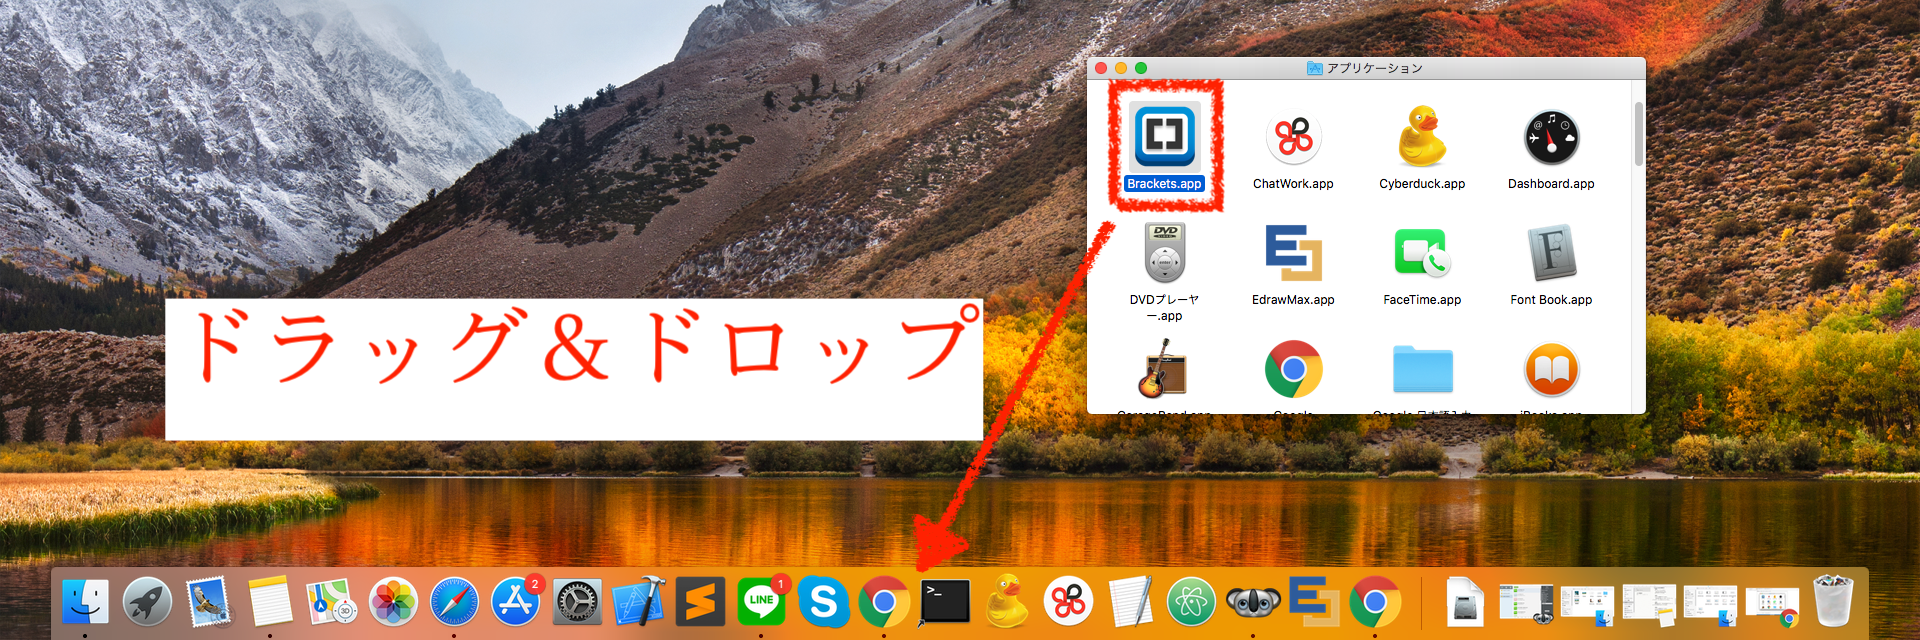 アプリケーション
Brackets.app
ChatWork.app
Cyberduck.app
Dashboard.app
DVD
DVDプレーヤ
ー.app
EdrawMax.app
FaceTime.app
Font Book.app
ドラッグ＆ドロップ
2
LINE
1
3D